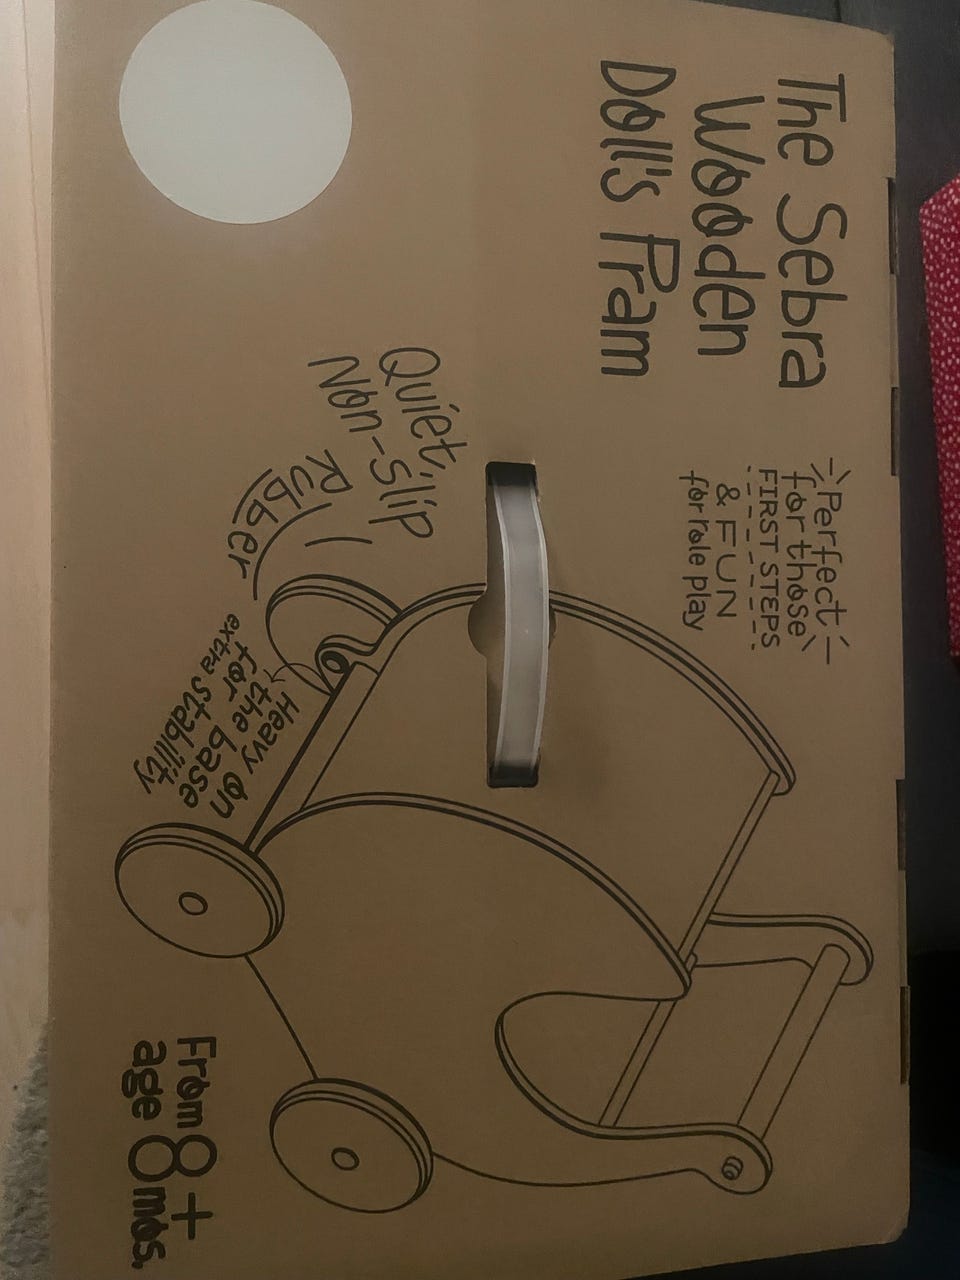 The Sebra
Wooden
Doll's Pram
Perfect
for those
FIRST STEPS
& FUN
for role play
Quiet,
Non-Slip
Rubber
Heavy on
the base
for
extra stability
From 8+
age 8 mos.